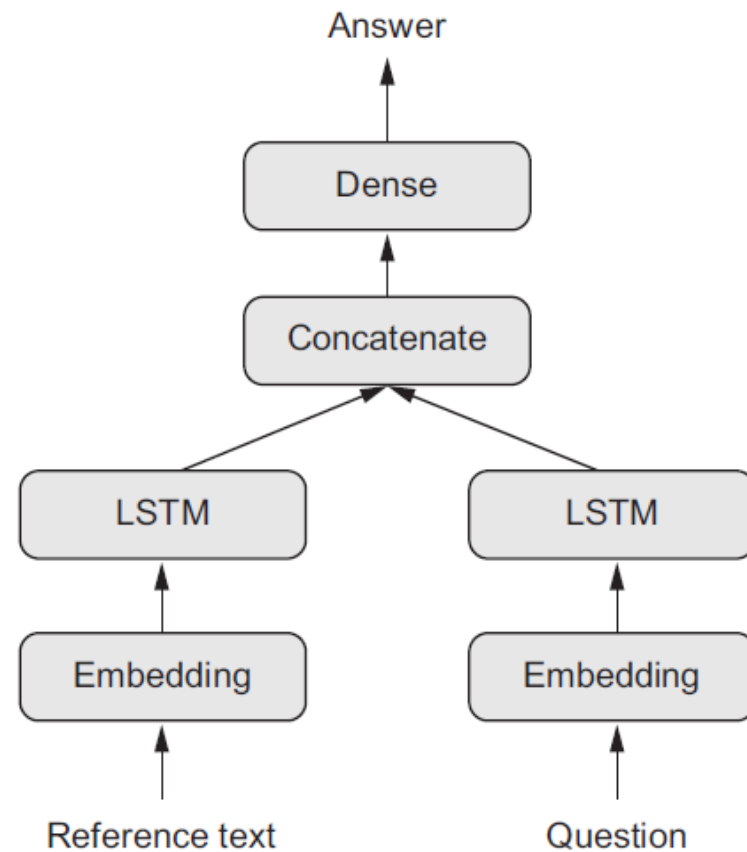 Answer
Dense
Concatenate
LSTM LSTM
Embedding Embedding
Reference text Question